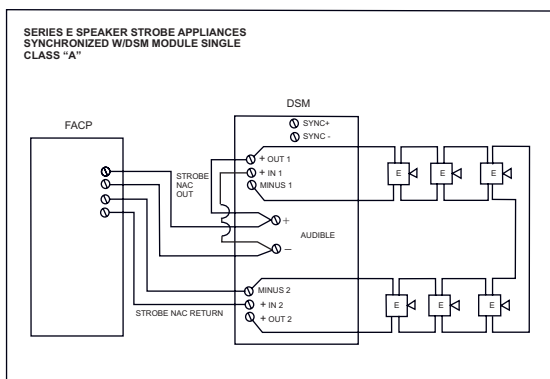 SERIES E SPEAKER STROBE APPLIANCES
SYNCHRONIZED W/DSM MODULE SINGLE
CLASS “A”
DSM
FACP
SYNC+
SYNC -
+ OUT 1
+ IN 1
MINUS 1
STROBE
NAC
OUT
E
E
E
+
AUDIBLE
–
MINUS 2
+ IN 2
+ OUT 2
STROBE NAC RETURN
E
E
E